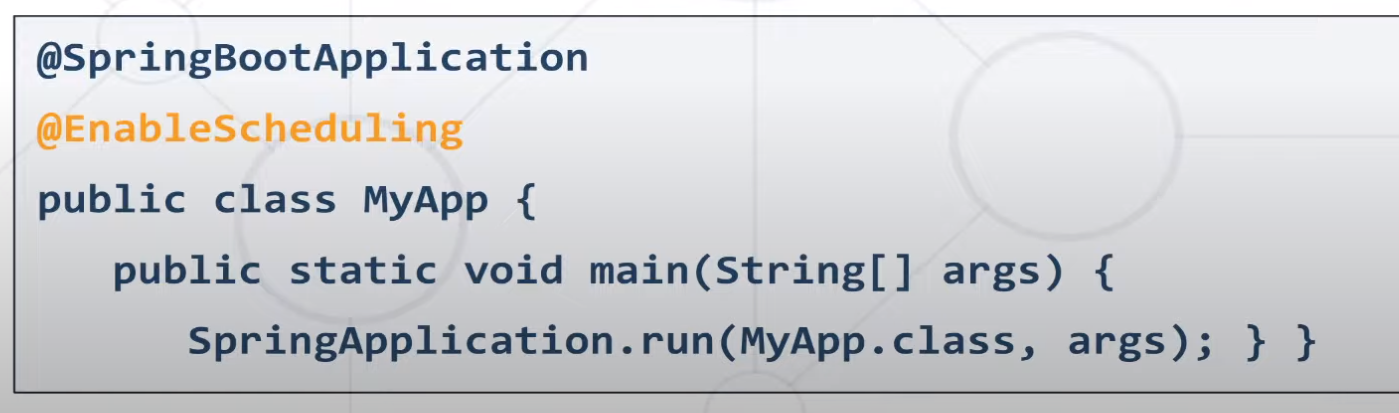 @SpringBootApplication
@EnableScheduling
public class MyApp {
public static void main(String[] args) {
SpringApplication.run(MyApp.class, args); } }